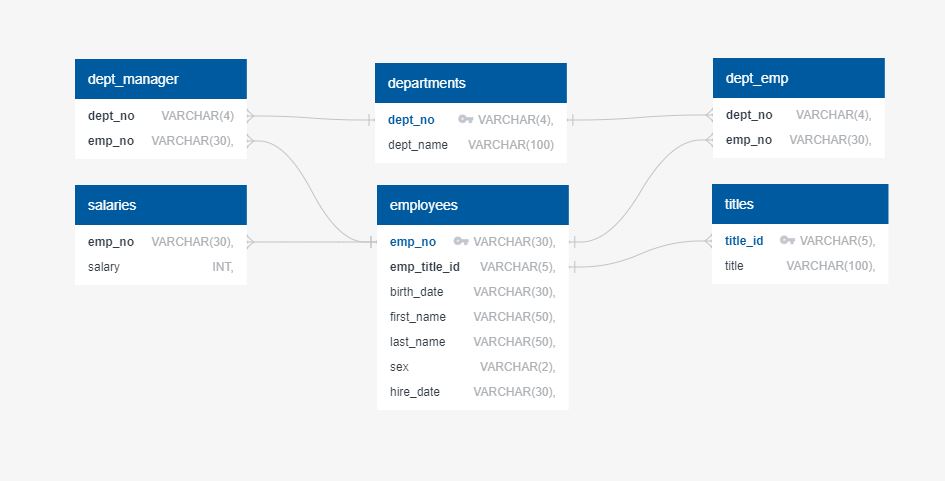 dept_manager
dept_no VARCHAR(4)
emp_no VARCHAR(30),
departments
dept_no VARCHAR(4),
dept_name VARCHAR(100)
dept_emp
dept_no VARCHAR(4),
emp_no VARCHAR(30),
salaries
emp_no VARCHAR(30),
salary INT,
employees
emp_no VARCHAR(30),
emp_title_id VARCHAR(5),
birth_date VARCHAR(30),
first_name VARCHAR(50),
last_name VARCHAR(50),
sex VARCHAR(2),
hire_date VARCHAR(30),
titles
title_id VARCHAR(5),
title VARCHAR(100),